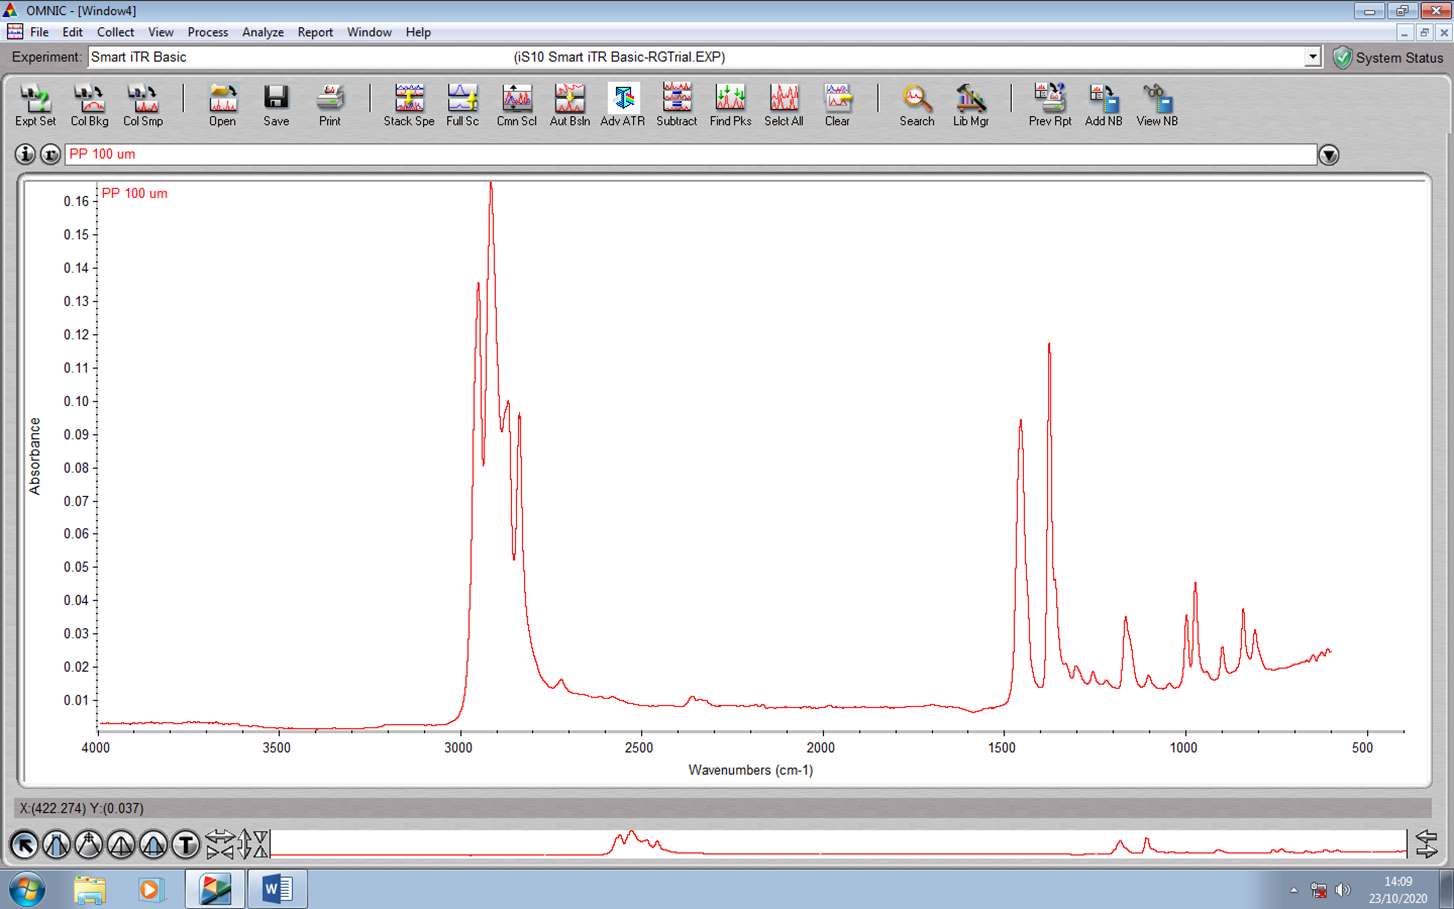 OMNIC - [Window4]
File Edit Collect View Process Analyze Report Window Help
Experiment: Smart iTR Basic (iS10 Smart iTR Basic-RGTrial.EXP) System Status
Expt Set Col Bkg Col Smp Open Save Print Stack Spe Full Sc Cmn Scl Aut Bsln Adv ATR Subtract Find Pks Selct All Clear Search Lib Mgr Prev Rpt Add NB View NB
i r PP 100 um
PP 100 um
0.16
0.15
0.14
0.13
0.12
0.11
0.10
0.09
0.08
0.07
0.06
0.05
0.04
0.03
0.02
0.01
Absorbance
4000 3500 3000 2500 2000 1500 1000 500
Wavenumbers (cm-1)
X:(422.274) Y:(0.037)
T
W
14:09
23/10/2020